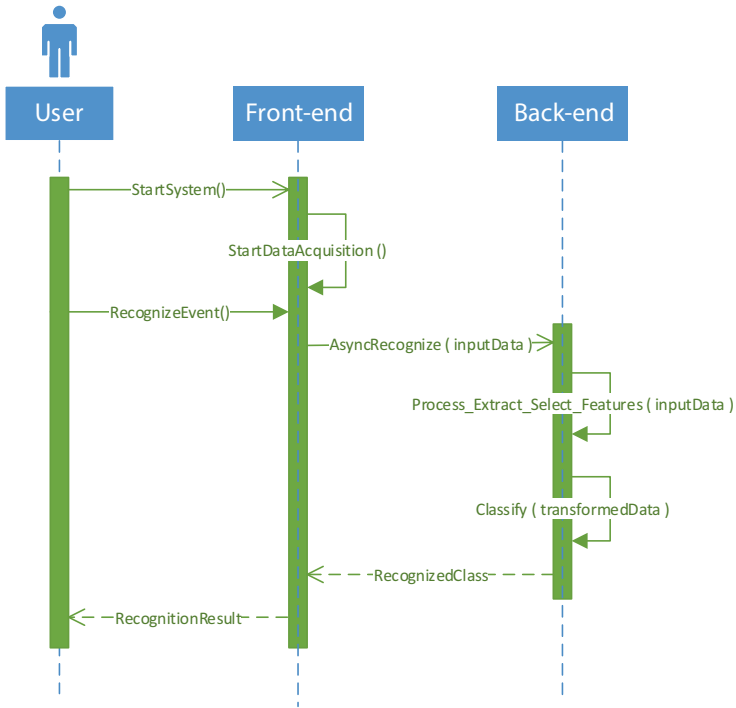 User
Front-end
Back-end
StartSystem()
StartDataAcquisition ()
RecognizeEvent()
AsyncRecognize ( inputData )
Process_Extract_Select_Features ( inputData )
Classify ( transformedData )
RecognizedClass
RecognitionResult